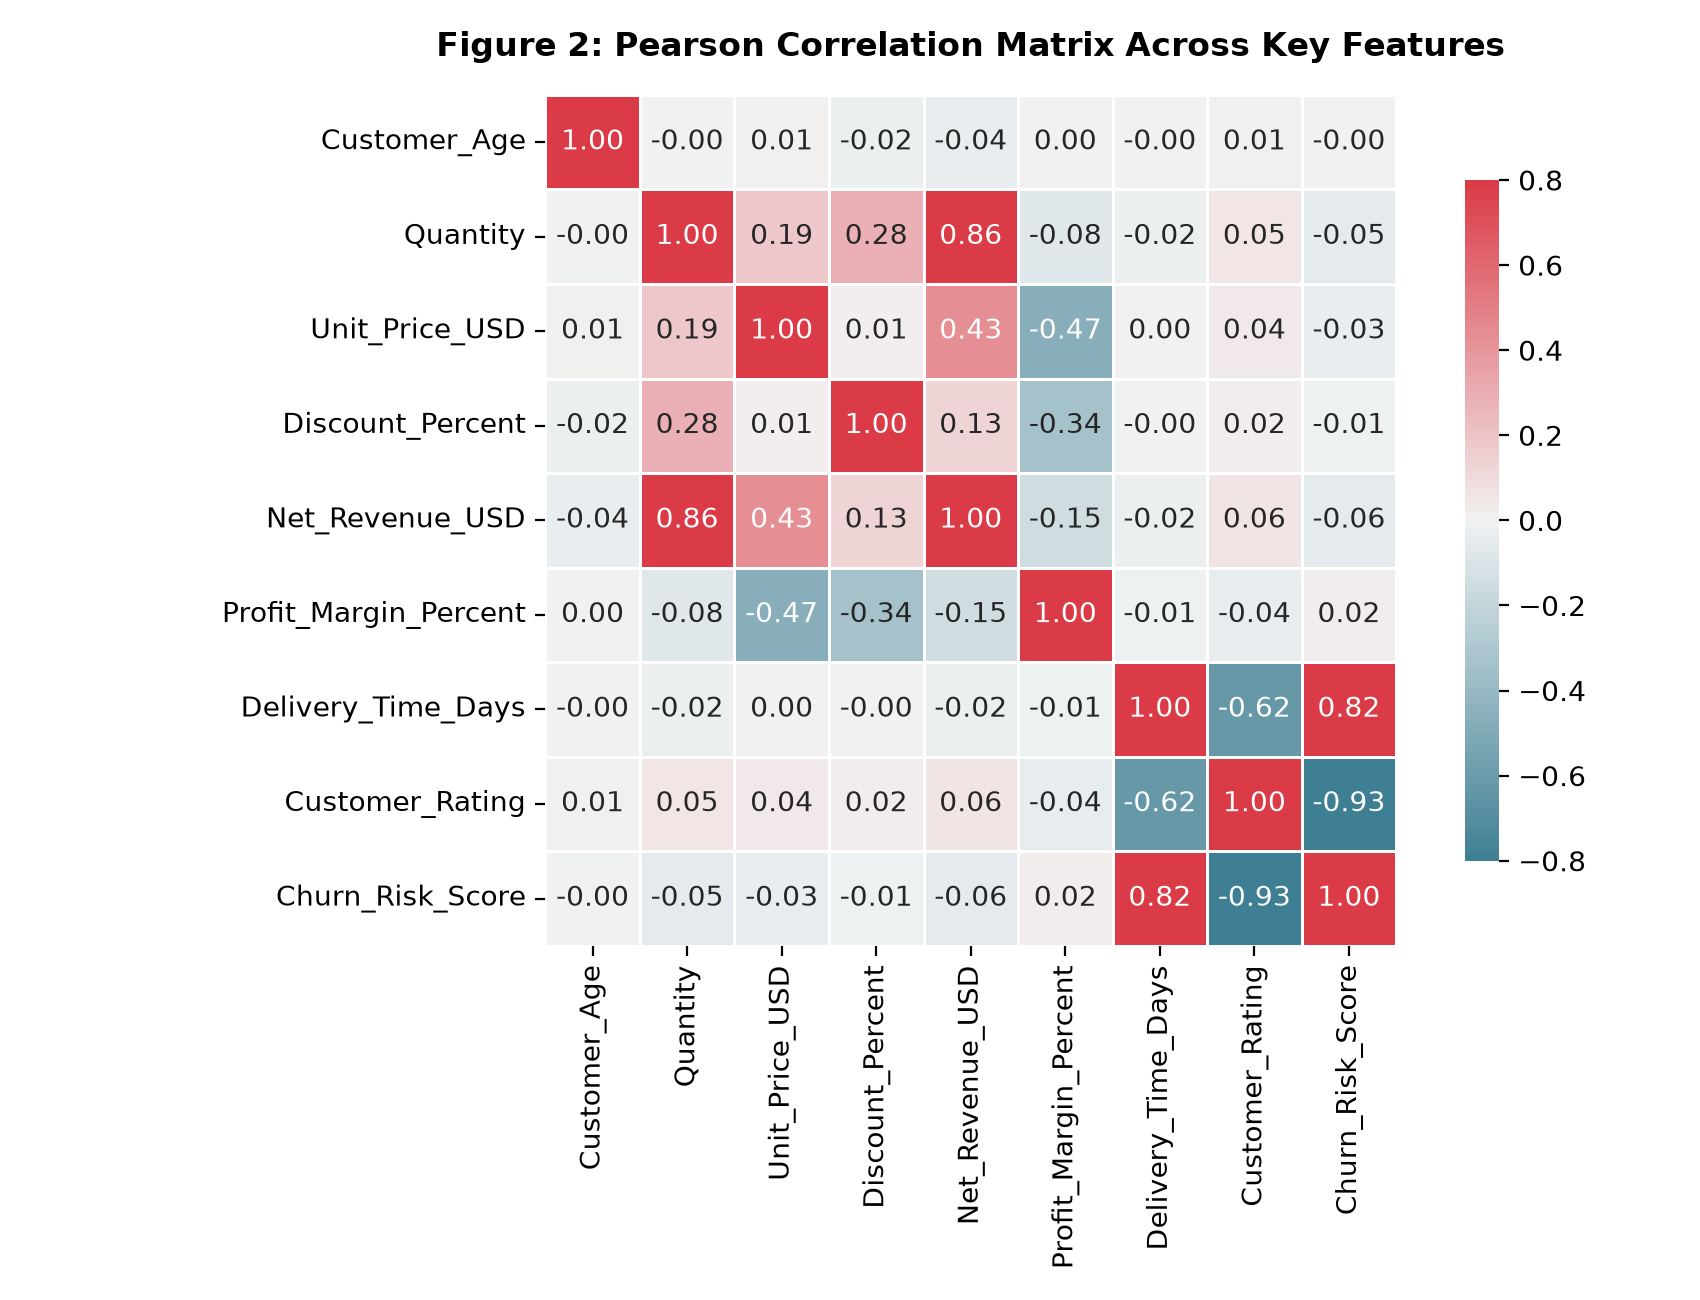 Figure 2: Pearson Correlation Matrix Across Key Features
Customer_Age 1.00 -0.00 0.01 -0.02 -0.04 0.00 -0.00 0.01 -0.00
Quantity -0.00 1.00 0.19 0.28 0.86 -0.08 -0.02 0.05 -0.05
Unit_Price_USD 0.01 0.19 1.00 0.01 0.43 -0.47 0.00 0.04 -0.03
Discount_Percent -0.02 0.28 0.01 1.00 0.13 -0.34 -0.00 0.02 -0.01
Net_Revenue_USD -0.04 0.86 0.43 0.13 1.00 -0.15 -0.02 0.06 -0.06
Profit_Margin_Percent 0.00 -0.08 -0.47 -0.34 -0.15 1.00 -0.01 -0.04 0.02
Delivery_Time_Days -0.00 -0.02 0.00 -0.00 -0.02 -0.01 1.00 -0.62 0.82
Customer_Rating 0.01 0.05 0.04 0.02 0.06 -0.04 -0.62 1.00 -0.93
Churn_Risk_Score -0.00 -0.05 -0.03 -0.01 -0.06 0.02 0.82 -0.93 1.00
Customer_Age
Quantity
Unit_Price_USD
Discount_Percent
Net_Revenue_USD
Profit_Margin_Percent
Delivery_Time_Days
Customer_Rating
Churn_Risk_Score
0.8
0.6
0.4
0.2
0.0
−0.2
−0.4
−0.6
−0.8